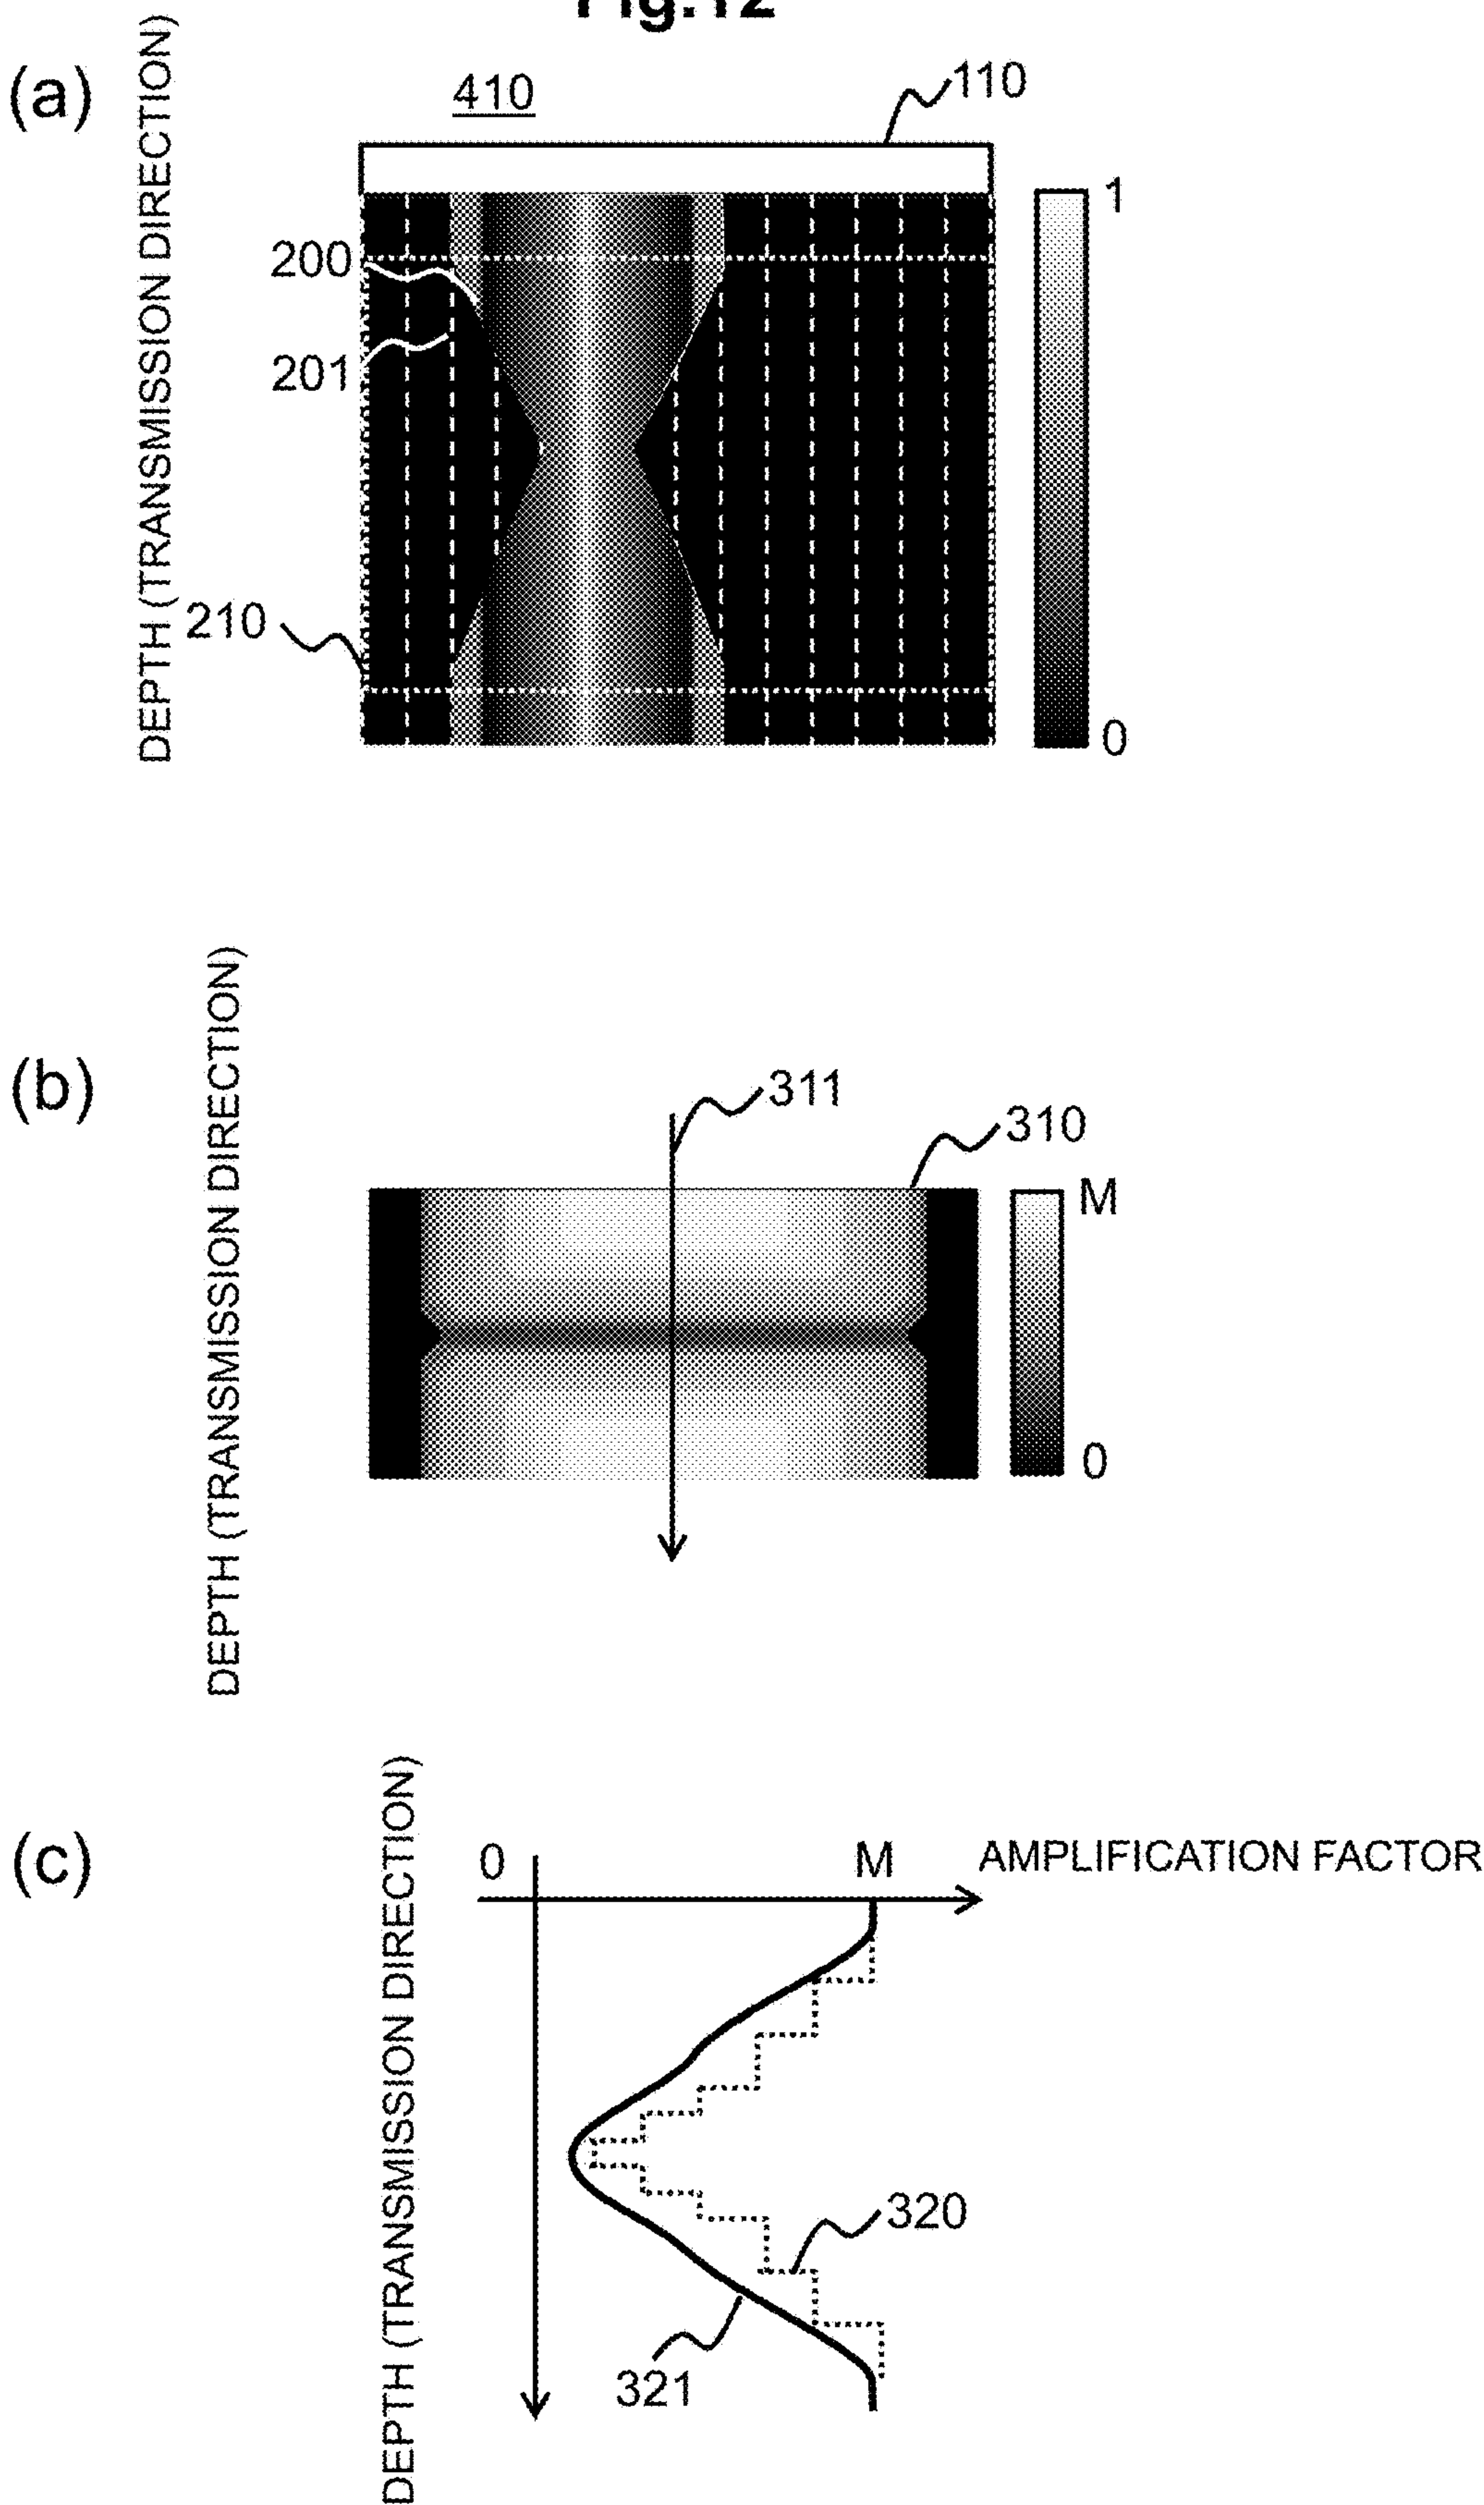 Fig.12
(a)
DEPTH (TRANSMISSION DIRECTION)
410
110
200
201
210
1
0
(b)
DEPTH (TRANSMISSION DIRECTION)
311
310
M
0
(c)
DEPTH (TRANSMISSION DIRECTION)
0
M
AMPLIFICATION FACTOR
320
321